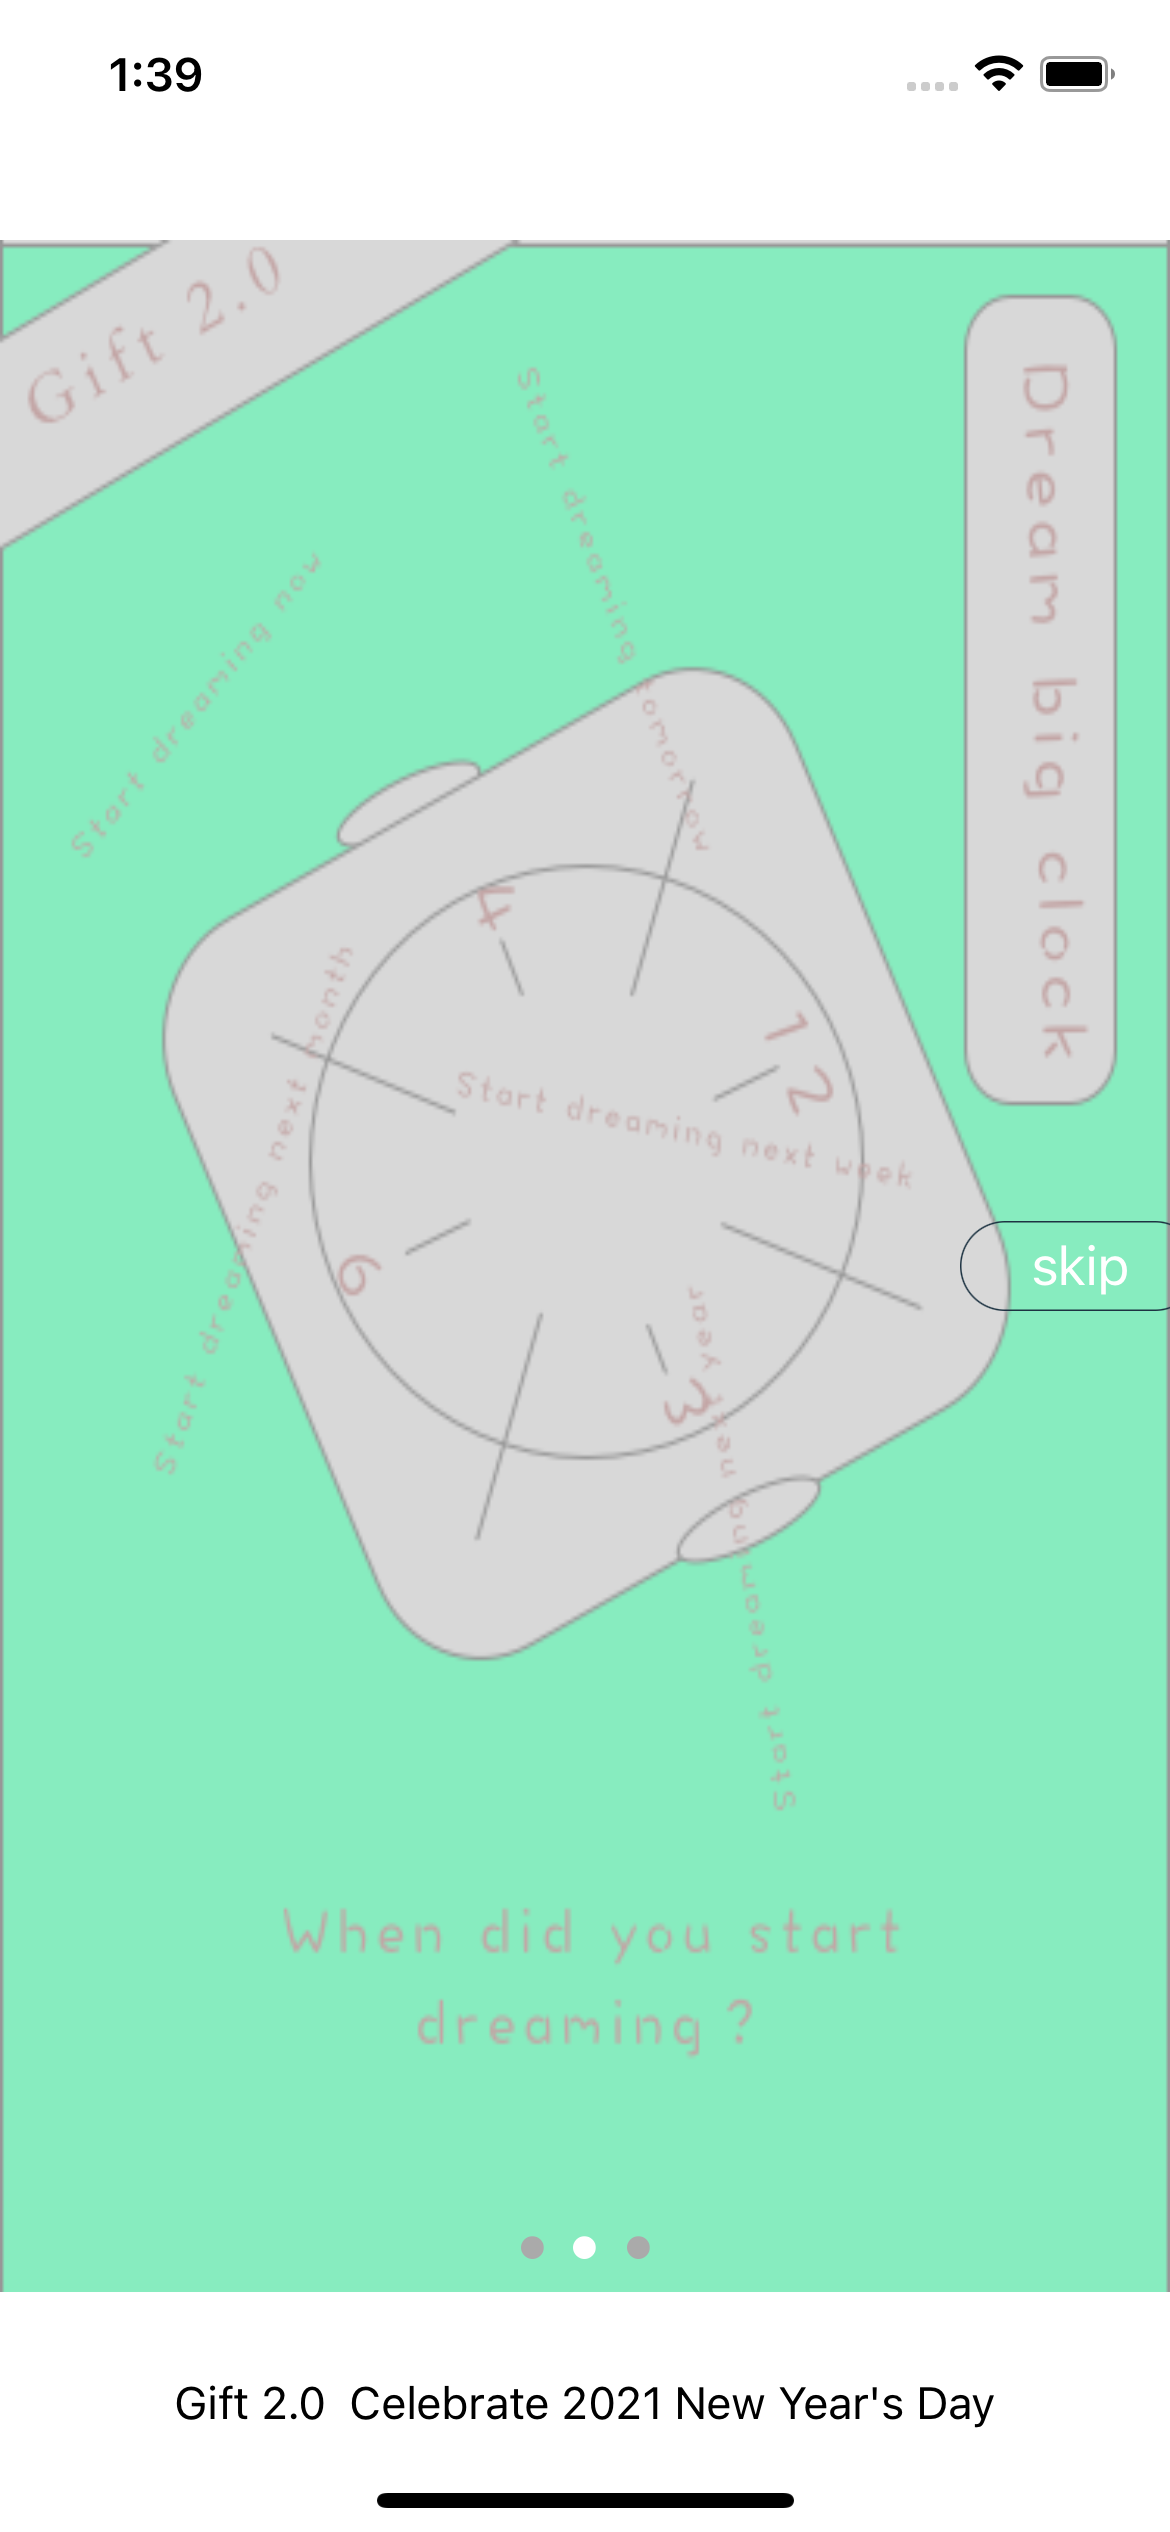 1:39
Gift 2.0
Dream big clock
Start dreaming now
Start dreaming tomorrow
Start dreaming next month
Start dreaming next week
Start dreaming next year
4
12
6
3
skip
When did you start
dreaming ?
Gift 2.0 Celebrate 2021 New Year's Day